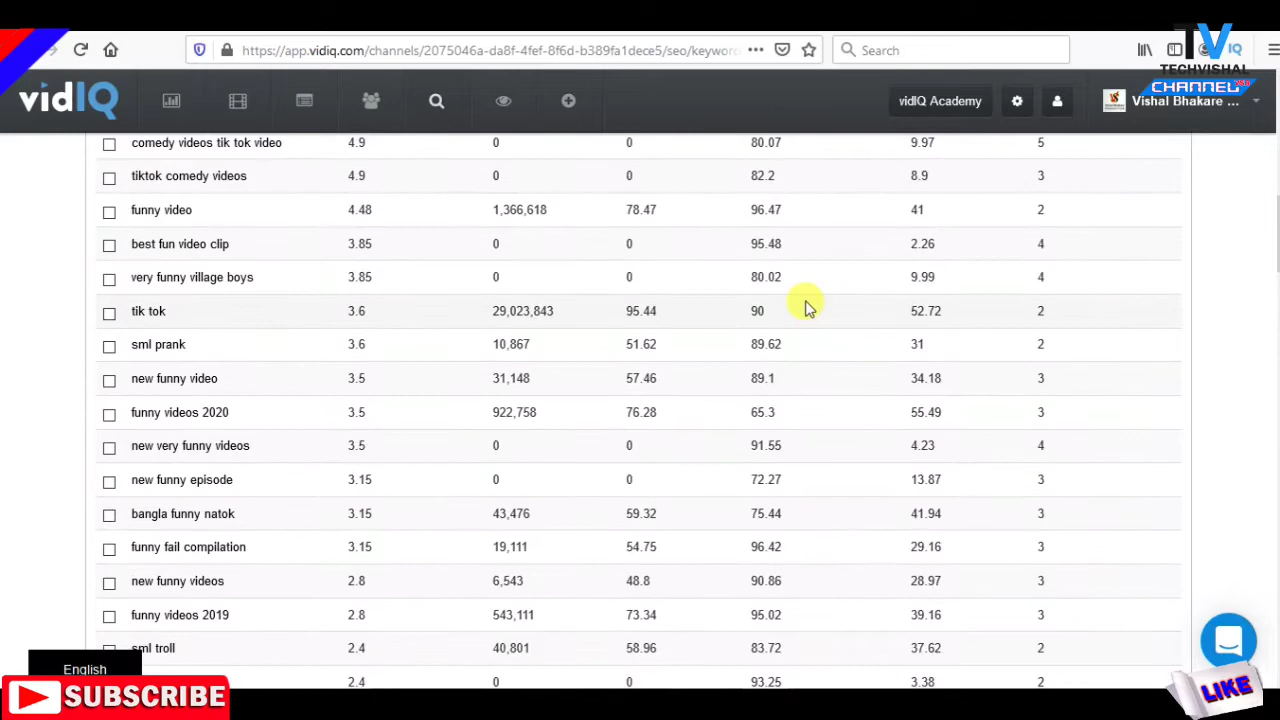 https://app.vidiq.com/channels/2075046a-da8f-4fef-8f6d-b389fa1dece5/seo/keywor
Search
TV
TECHVISHAL
CHANNEL
vidIQ
vidIQ Academy
Vishal Bhakare ...
comedy videos tik tok video 4.9 0 0 80.07 9.97 5
tiktok comedy videos 4.9 0 0 82.2 8.9 3
funny video 4.48 1,366,618 78.47 96.47 41 2
best fun video clip 3.85 0 0 95.48 2.26 4
very funny village boys 3.85 0 0 80.02 9.99 4
tik tok 3.6 29,023,843 95.44 90 52.72 2
sml prank 3.6 10,867 51.62 89.62 31 2
new funny video 3.5 31,148 57.46 89.1 34.18 3
funny videos 2020 3.5 922,758 76.28 65.3 55.49 3
new very funny videos 3.5 0 0 91.55 4.23 4
new funny episode 3.15 0 0 72.27 13.87 3
bangla funny natok 3.15 43,476 59.32 75.44 41.94 3
funny fail compilation 3.15 19,111 54.75 96.42 29.16 3
new funny videos 2.8 6,543 48.8 90.86 28.97 3
funny videos 2019 2.8 543,111 73.34 95.02 39.16 3
sml troll 2.4 40,801 58.96 83.72 37.62 2
2.4 0 0 93.25 3.38 2
English
SUBSCRIBE
LIKE